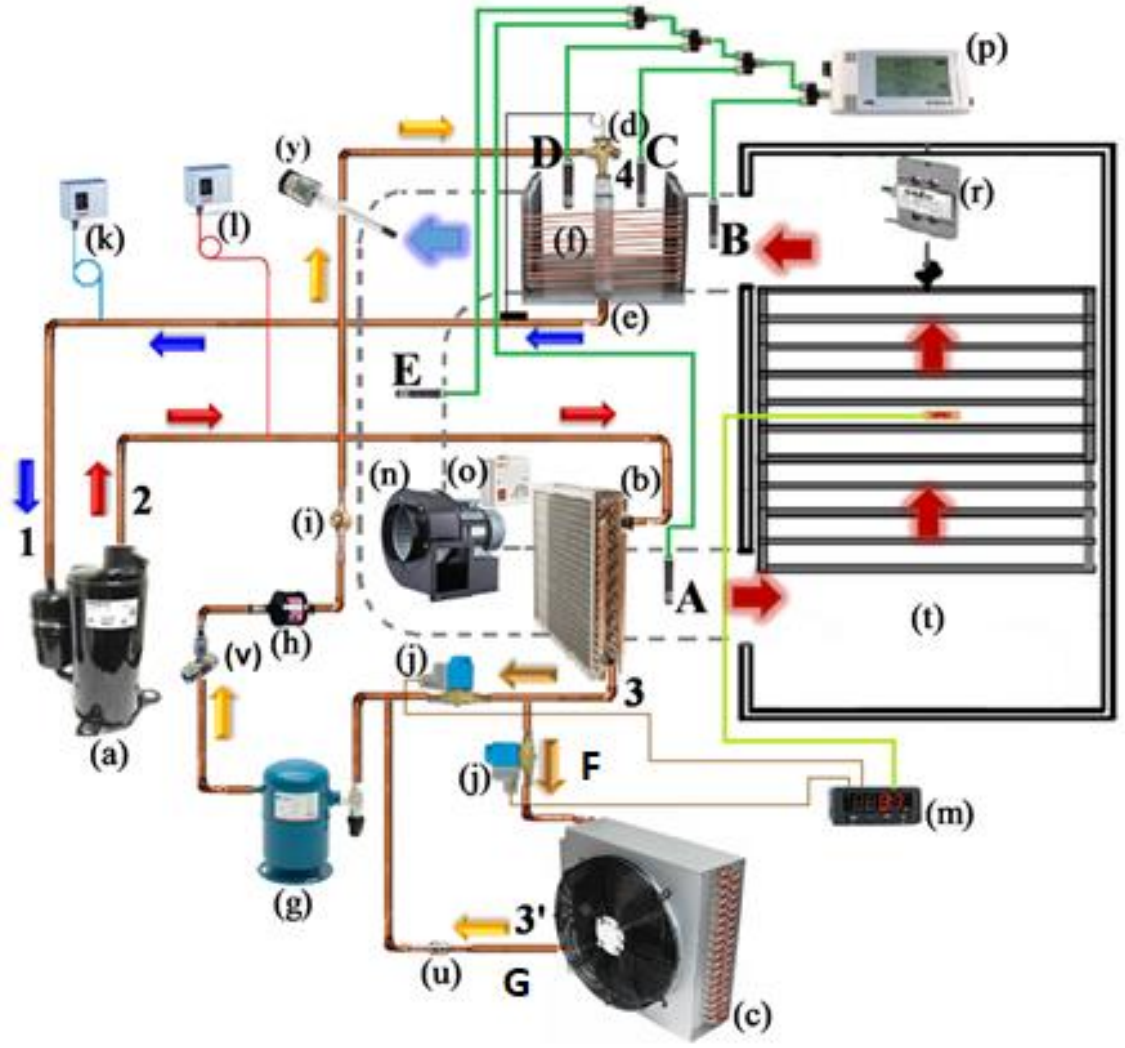 (p)
(d)
(y)
D
4
C
(r)
(k)
(l)
(f)
B
(e)
E
(n)
(o)
(b)
2
(i)
1
A
(t)
(h)
(v)
(j)
3
(a)
(j)
F
(m)
(g)
3'
(u)
G
(c)